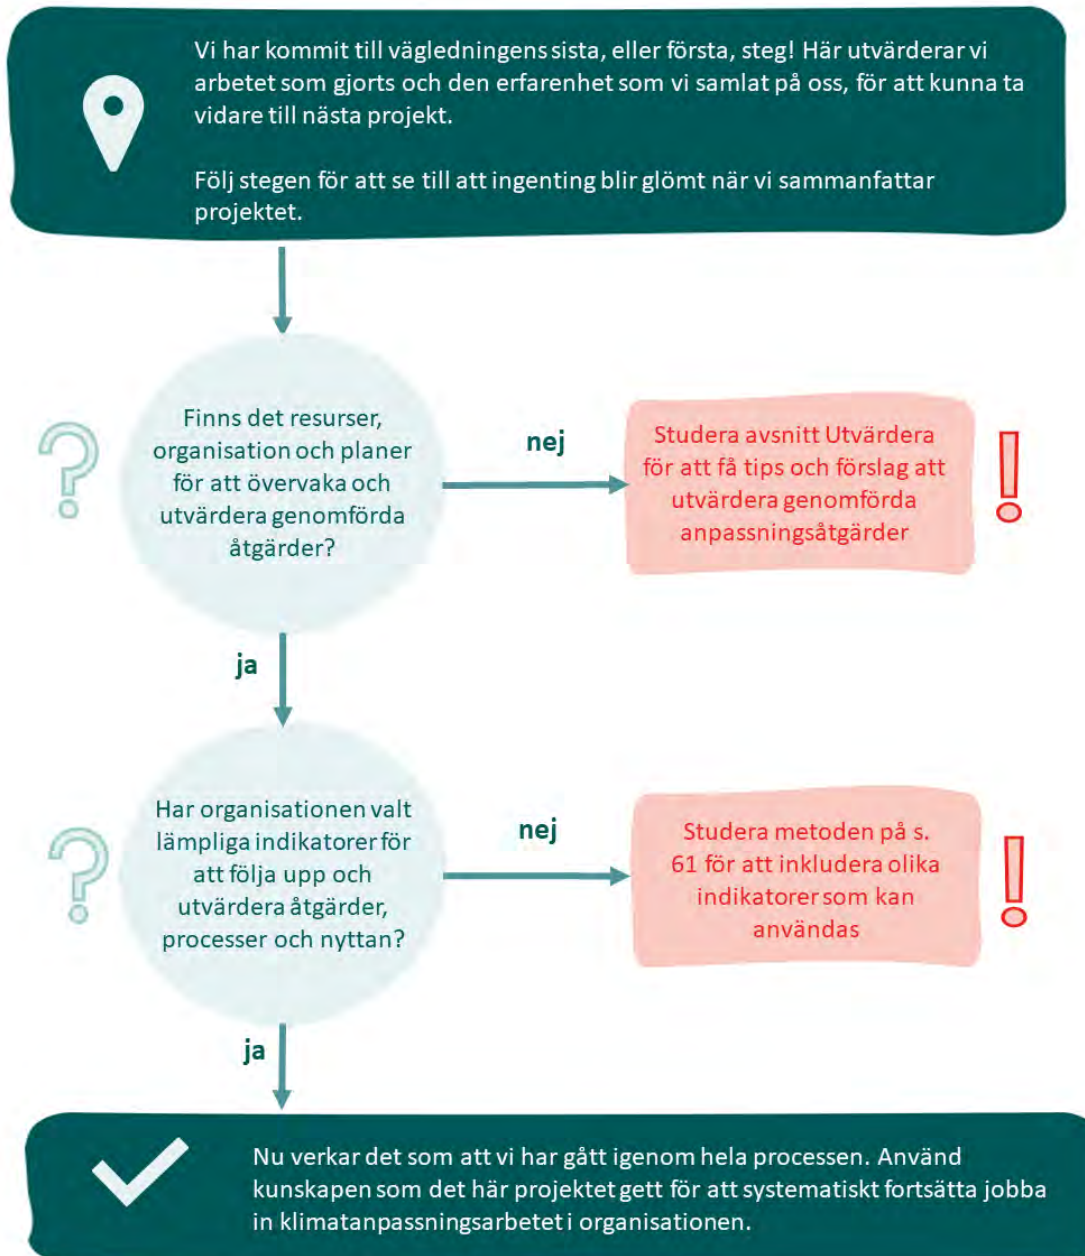 Vi har kommit till vägledningens sista, eller första, steg! Här utvärderar vi
arbetet som gjorts och den erfarenhet som vi samlat på oss, för att kunna ta
vidare till nästa projekt.
Följ stegen för att se till att ingenting blir glömt när vi sammanfattar
projektet.
?
Finns det resurser,
organisation och planer
för att övervaka och
utvärdera genomförda
åtgärder?
nej
Studera avsnitt Utvärdera
för att få tips och förslag att
utvärdera genomförda
anpassningsåtgärder
!
ja
?
Har organisationen valt
lämpliga indikatorer för
att följa upp och
utvärdera åtgärder,
processer och nyttan?
nej
Studera metoden på s.
61 för att inkludera olika
indikatorer som kan
användas
!
ja
Nu verkar det som att vi har gått igenom hela processen. Använd
kunskapen som det här projektet gett för att systematiskt fortsätta jobba
in klimatanpassningsarbetet i organisationen.